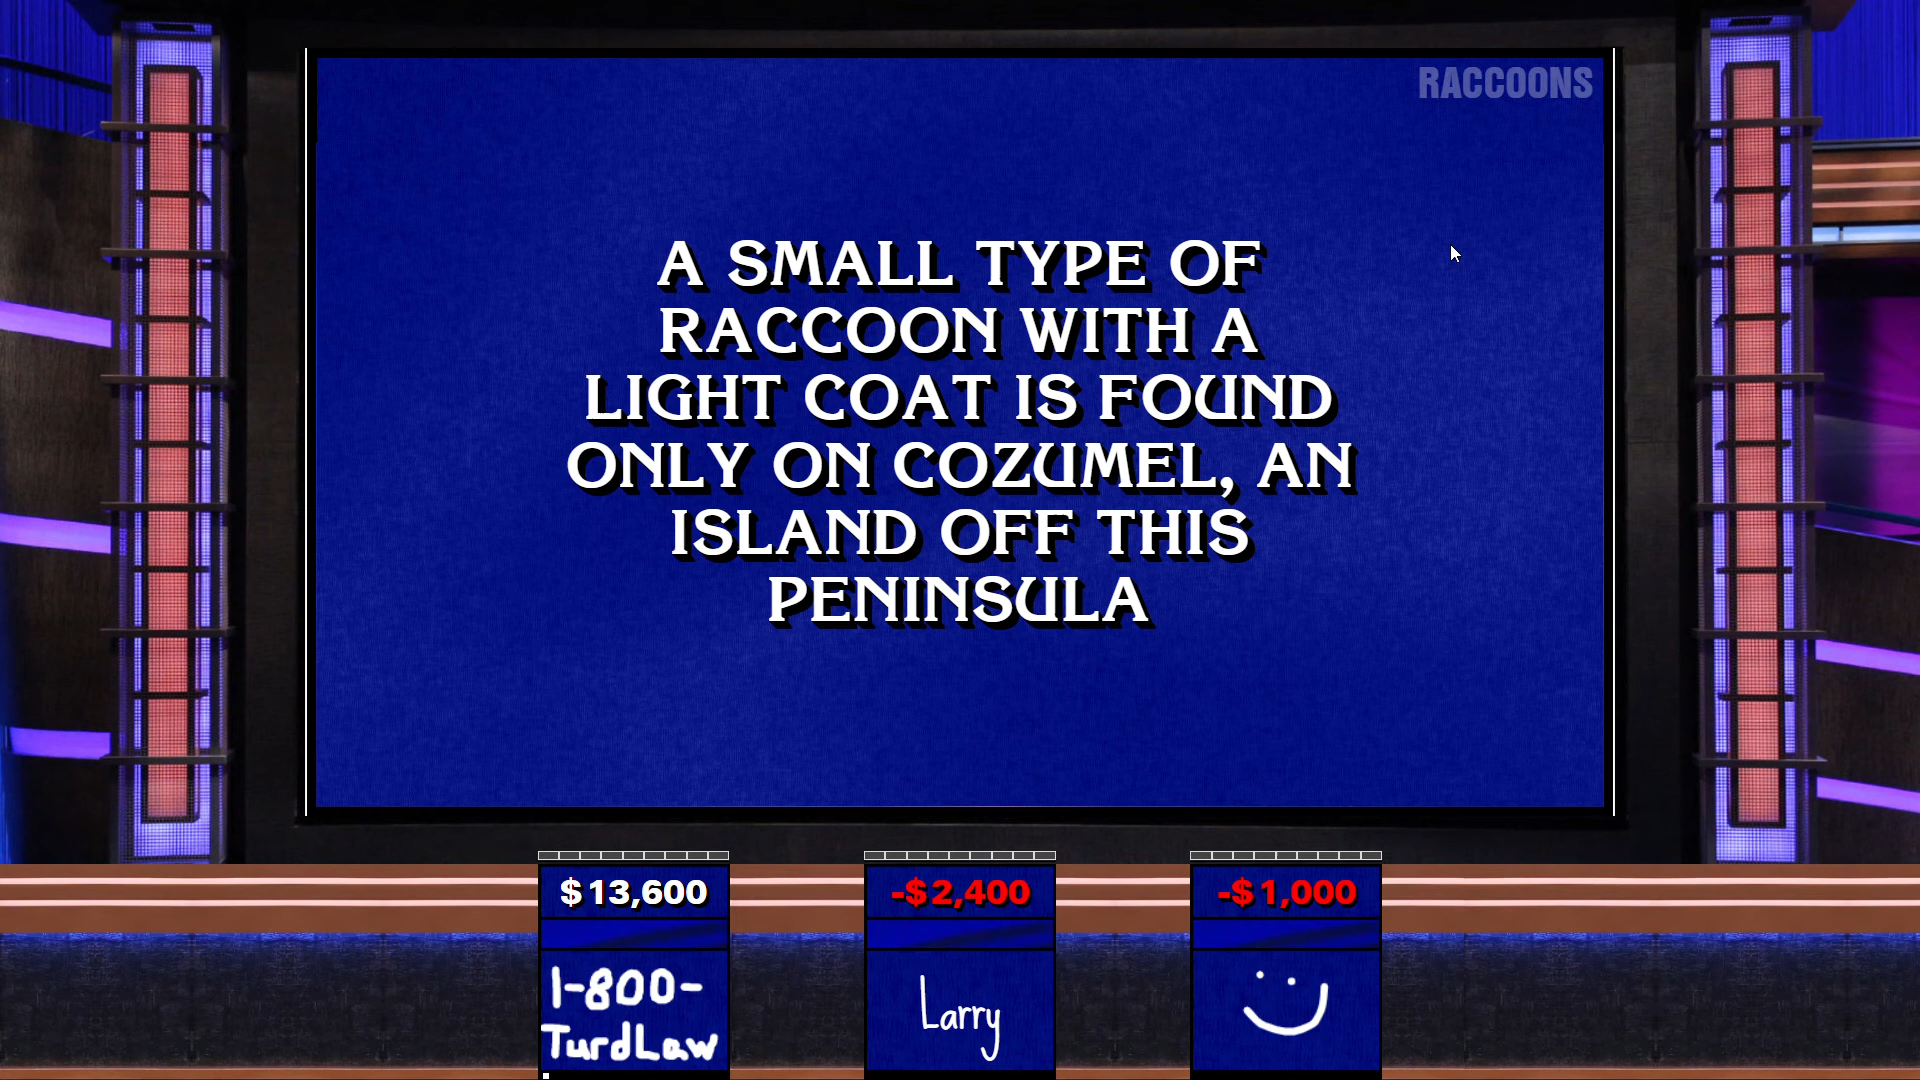 RACCOONS
A SMALL TYPE OF
RACCOON WITH A
LIGHT COAT IS FOUND
ONLY ON COZUMEL, AN
ISLAND OFF THIS
PENINSULA
$13,600
-$2,400
-$1,000
1-800-
TurdLaw
Larry